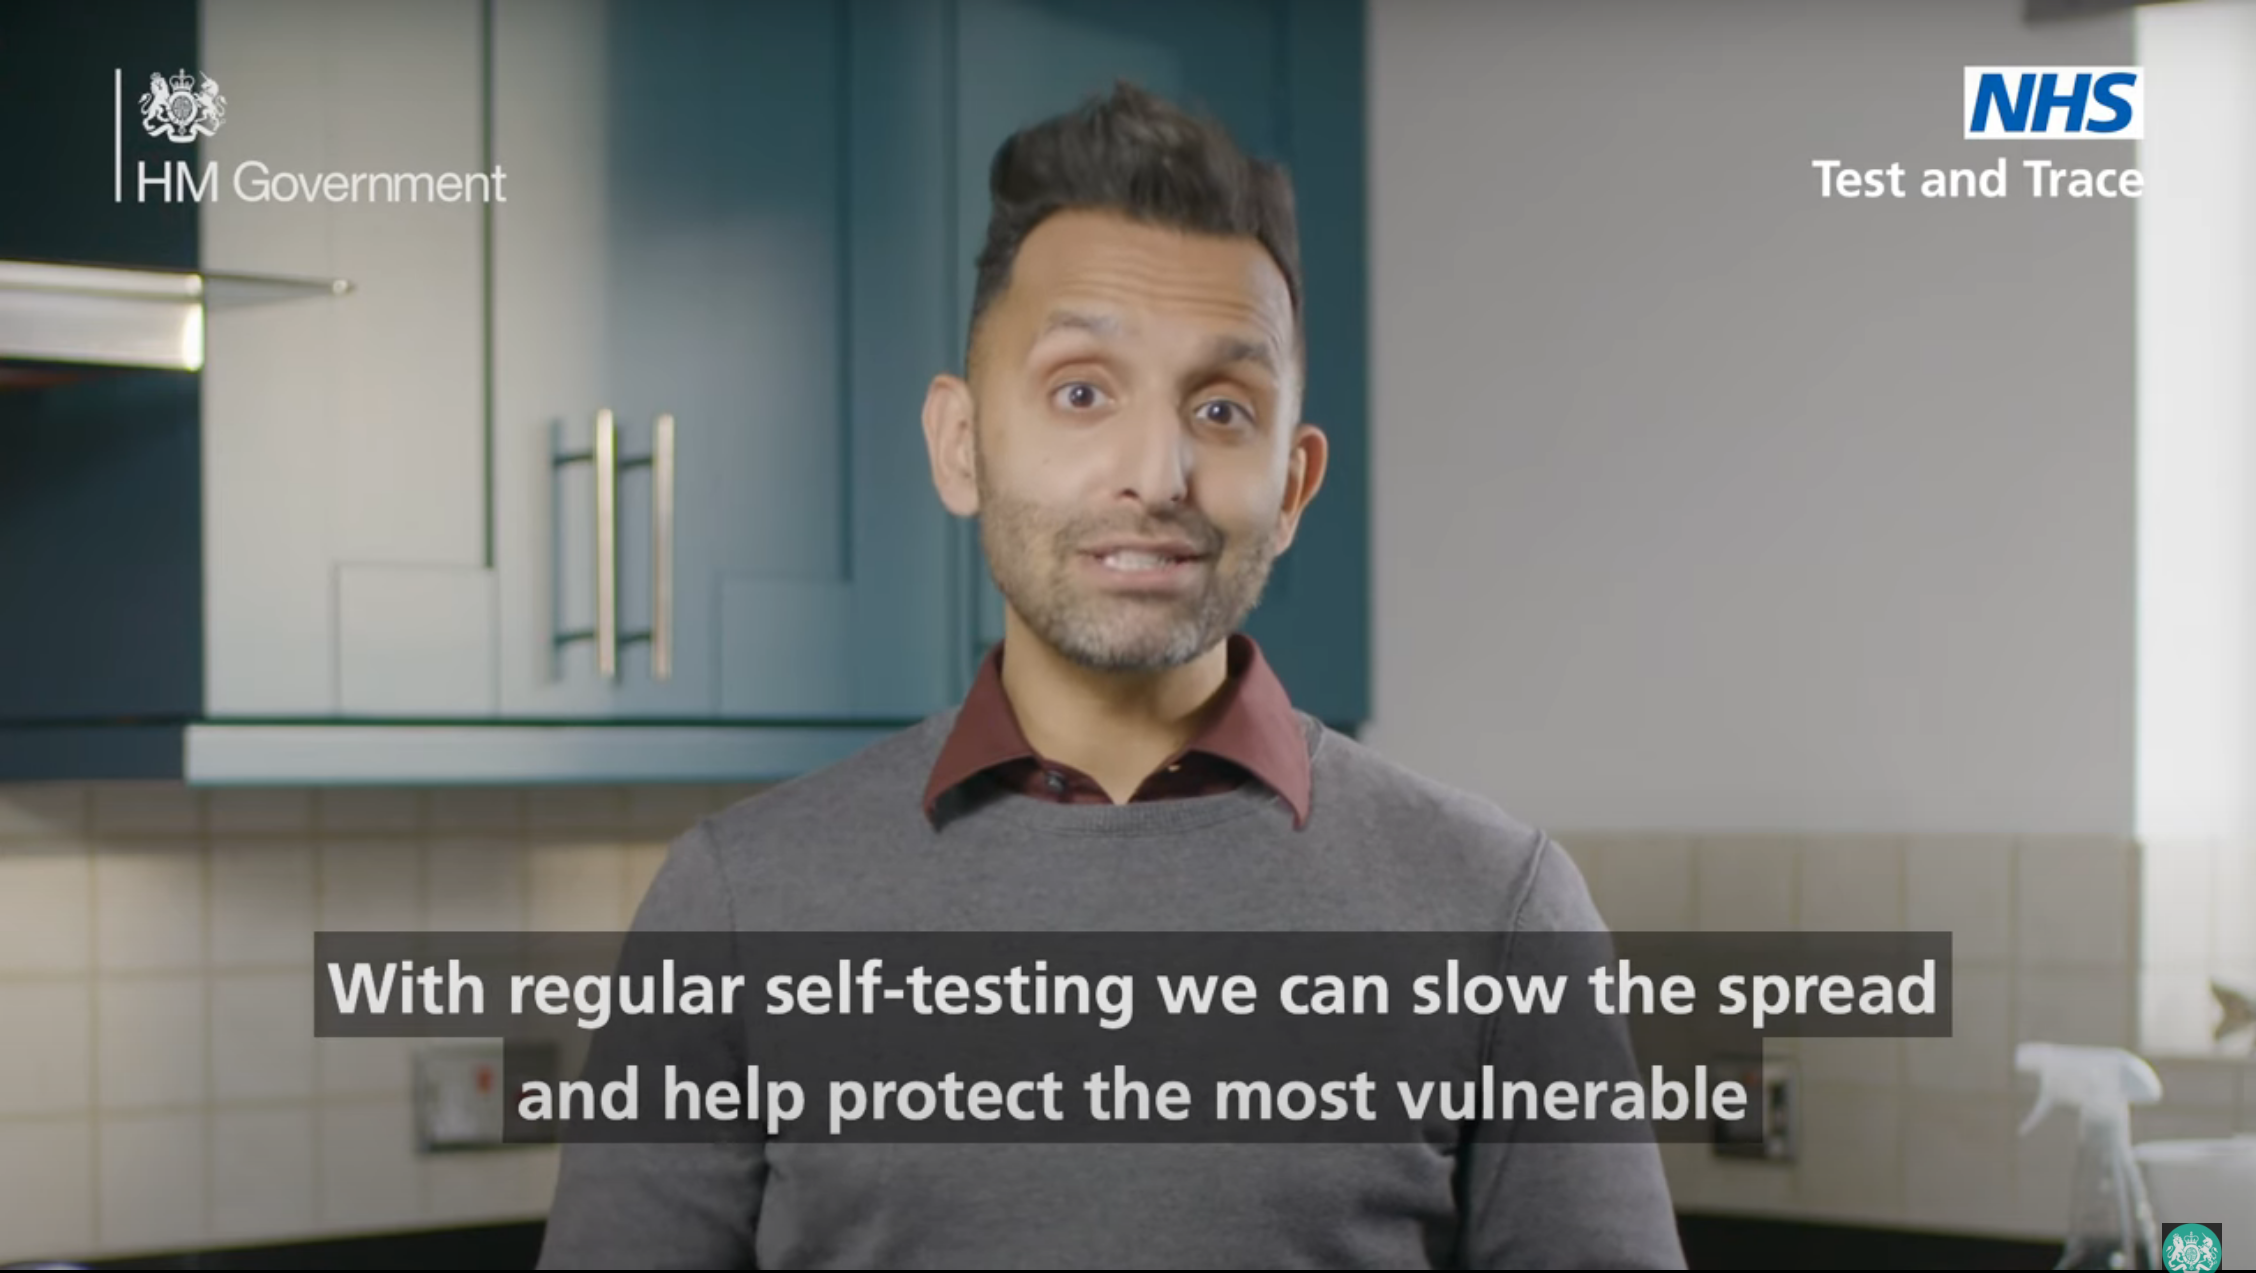 HM Government
NHS
Test and Trace
With regular self-testing we can slow the spread
and help protect the most vulnerable